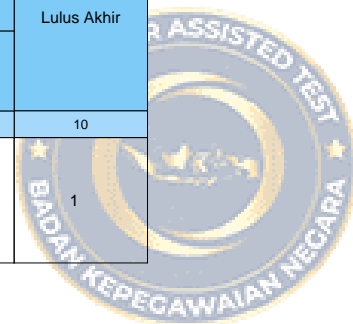 Lulus Akhir
10
1
R ASSISTED TEST
BADAN KEPEGAWAIAN NEGARA